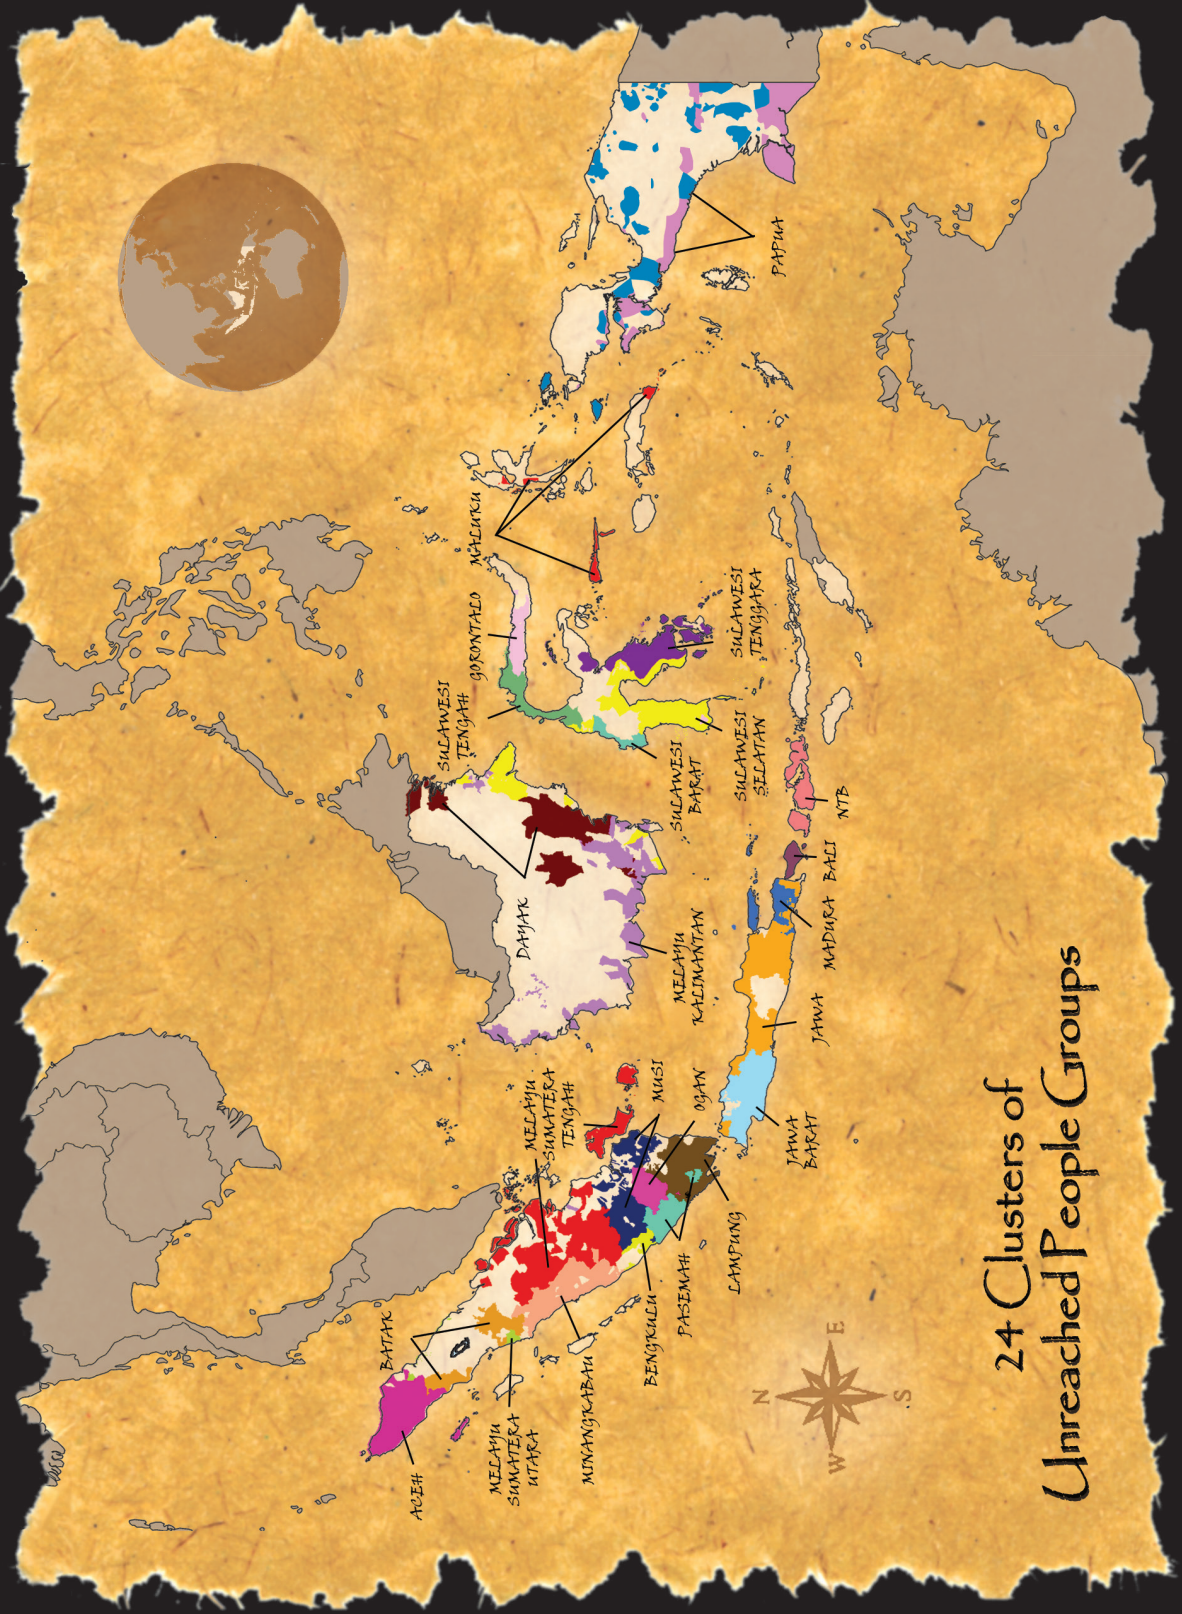 ACEH
BATAK
MELAYU
SUMATERA
UTARA
MINANGKABAU
MELAYU
SUMATERA
TENGAH
BENGKULU
PASEMAH
LAMPUNG
MUSI
OGAN
JAWA
BARAT
JAWA
MADURA
BALI
NTB
DAYAK
MELAYU
KALIMANTAN
SULAWESI
TENGAH
GORONTALO
SULAWESI
BARAT
SULAWESI
SELATAN
SULAWESI
TENGGARA
MALUKU
PAPUA
N
W
E
S
24 Clusters of
Unreached People Groups